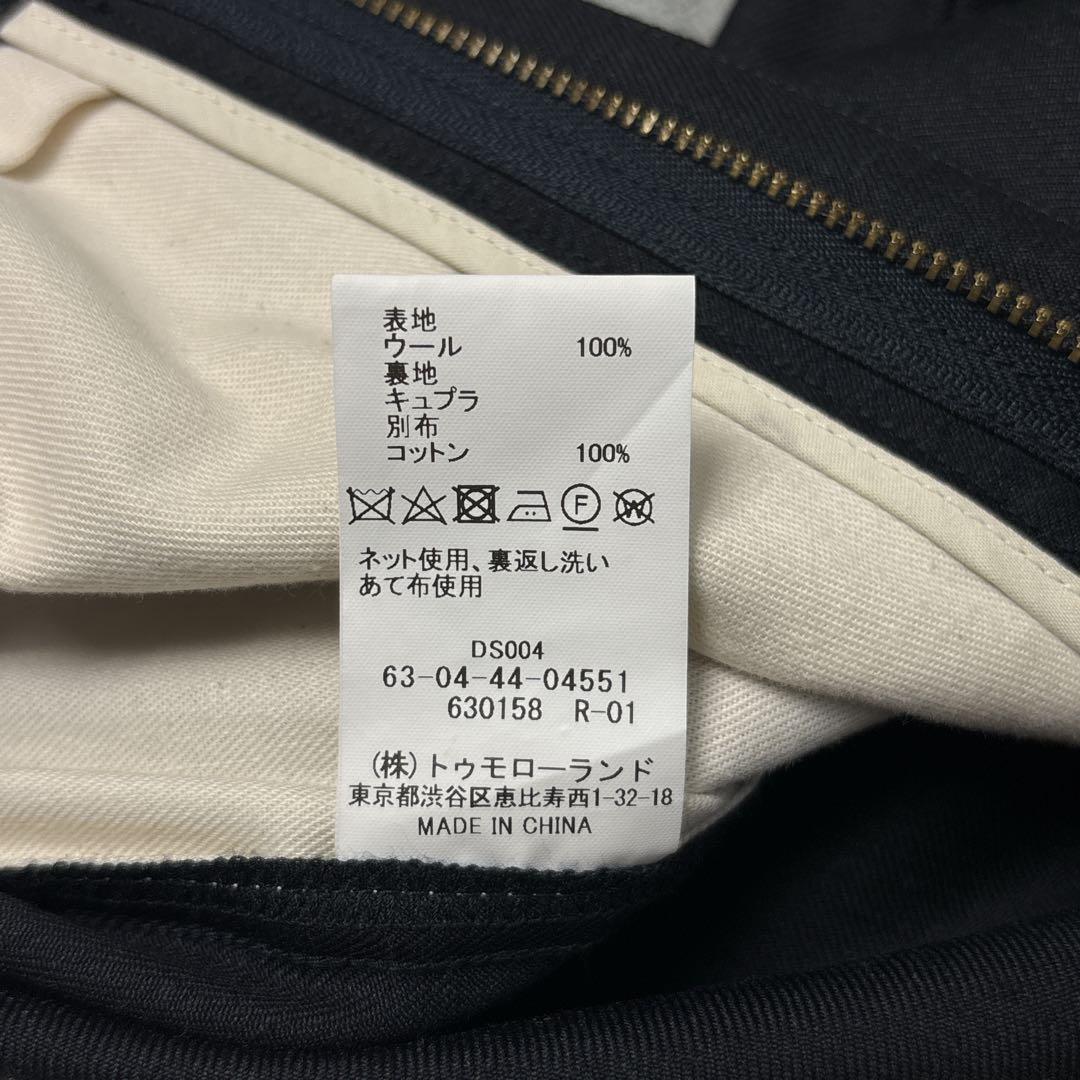 表地
ウール 100%
裏地
キュプラ
別布
コットン 100%
F W
ネット使用、裏返し洗い
あて布使用
DS004
63-04-44-04551
630158 R-01
(株)トゥモローランド
東京都渋谷区恵比寿西1-32-18
MADE IN CHINA